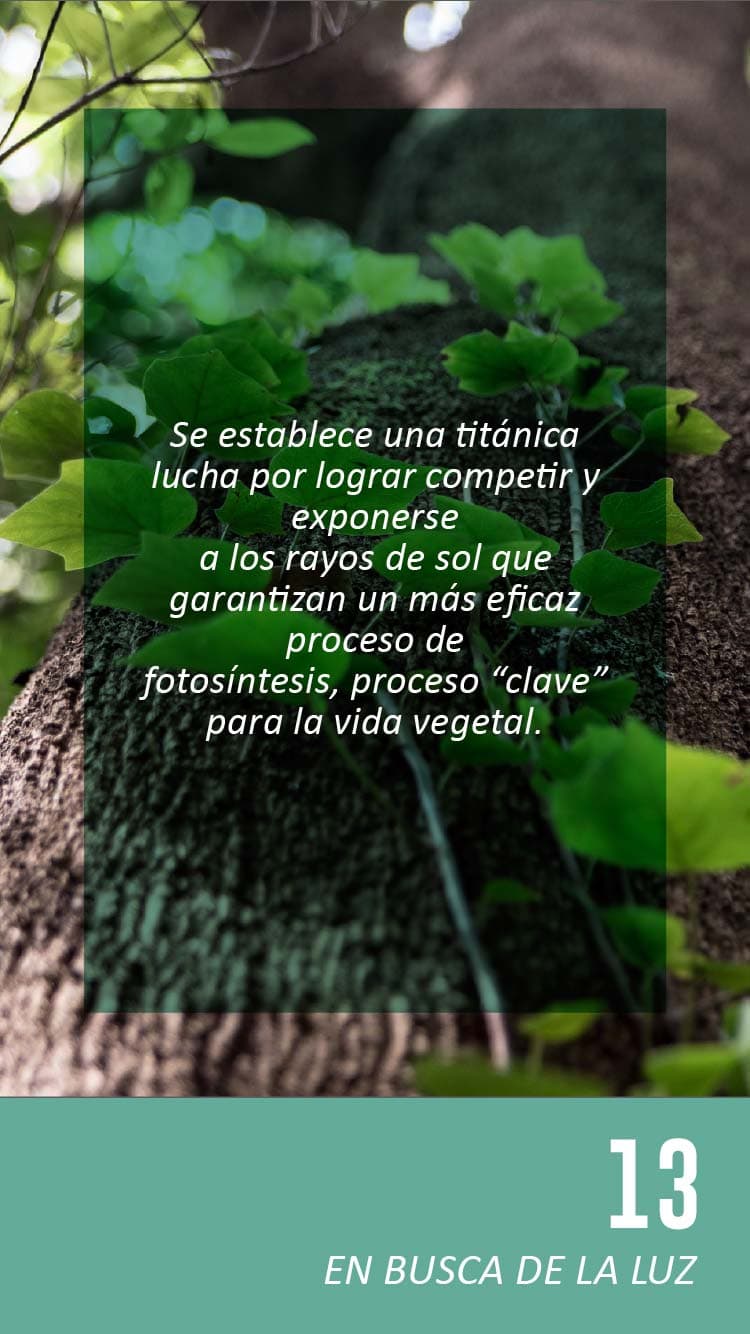 Se establece una titánica
lucha por lograr competir y
exponerse
a los rayos de sol que
garantizan un más eficaz
proceso de
fotosíntesis, proceso “clave”
para la vida vegetal.
13
EN BUSCA DE LA LUZ